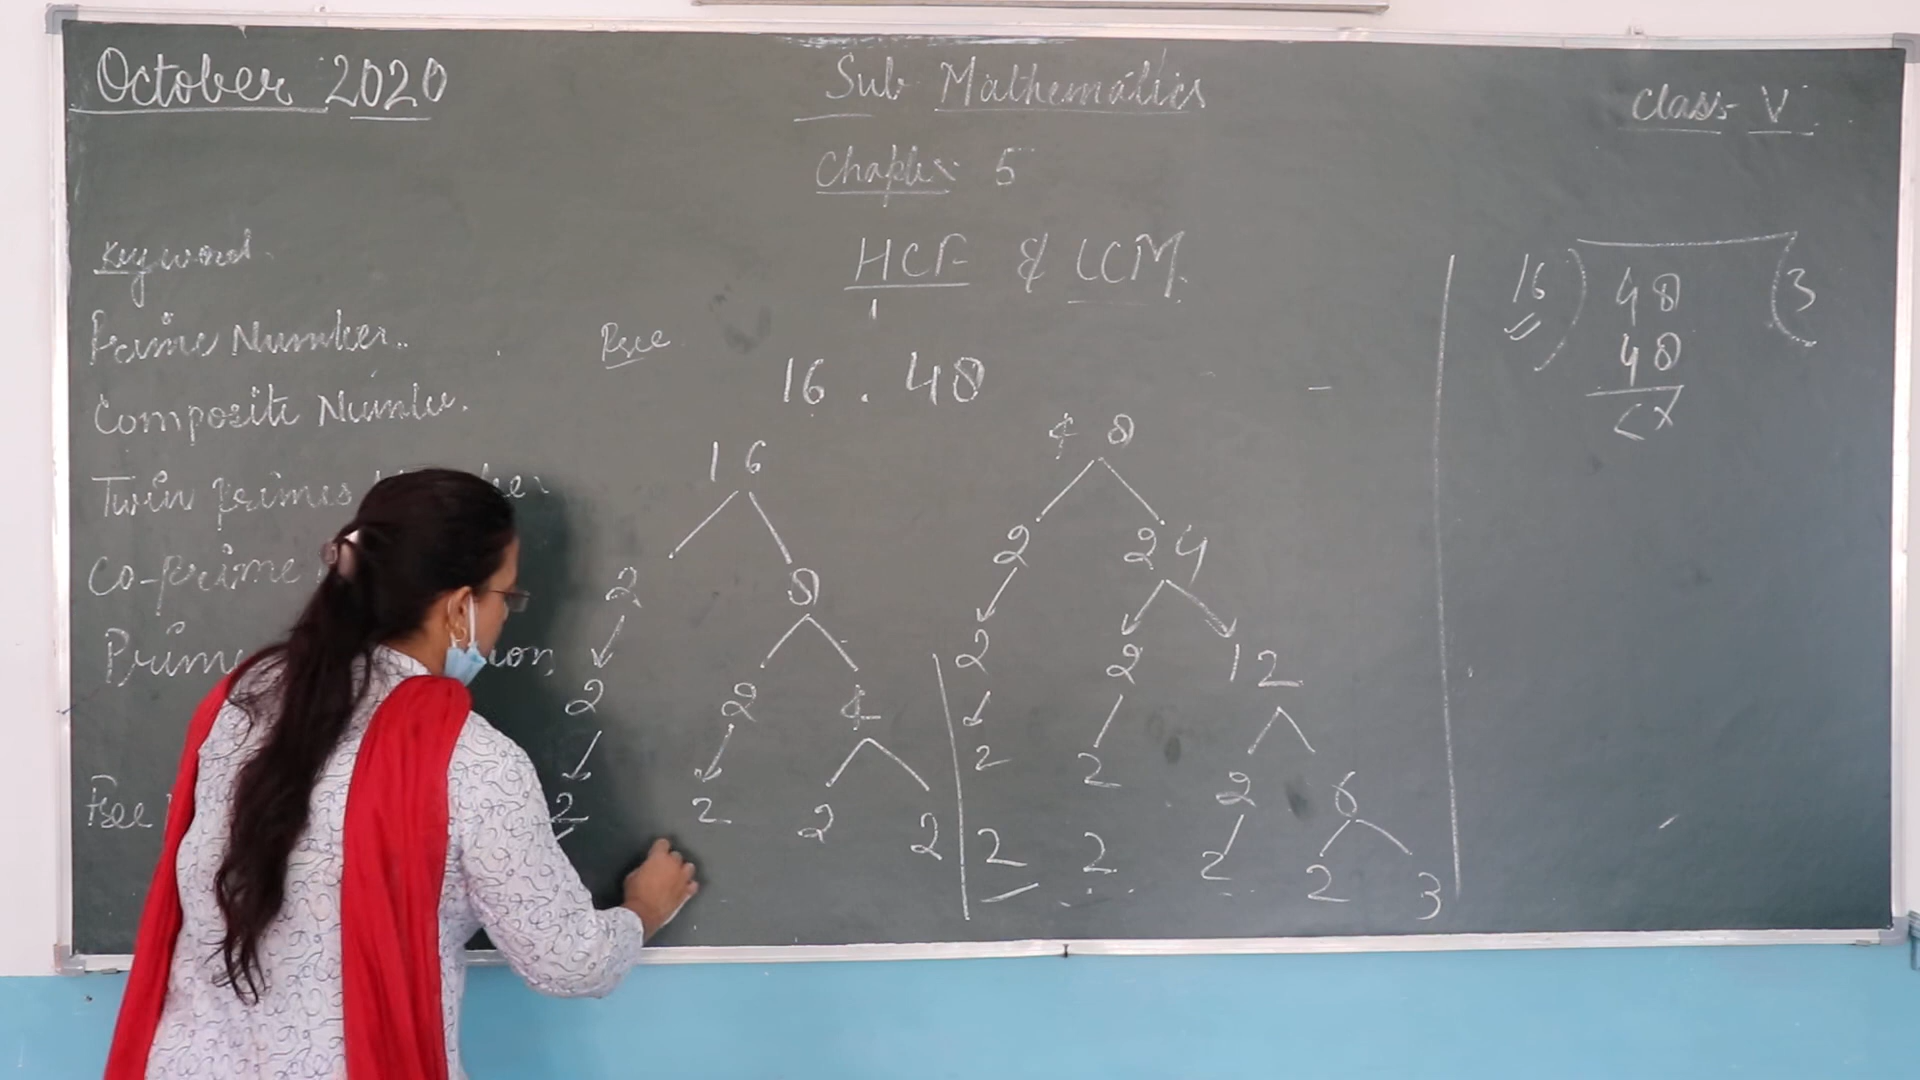 October 2020
Sub Mathematics
Class- V
Chapter 5
HCF & LCM
Keyword
Prime Number.
Composite Number.
Twin primes
Co-prime
Prime
16 . 48
16
2 8
2 2 4
2 2 2 2
48
2 24
2 2 12
2 2 2 6
2 2 2 2 3
16 ) 48 ( 3
48